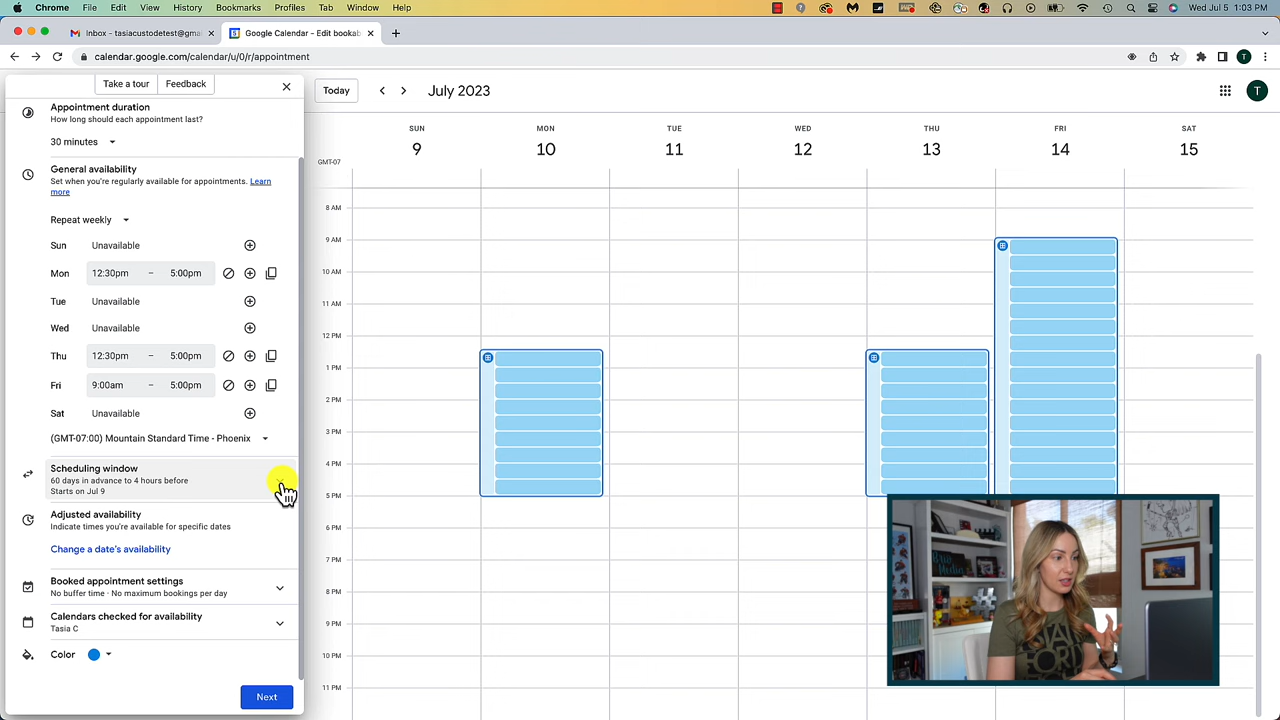 Chrome File Edit View History Bookmarks Profiles Tab Window Help Wed Jul 5 1:03 PM
Inbox - tasiacustodetest@gma
Google Calendar - Edit bookab
calendar.google.com/calendar/u/0/r/appointment
T
Take a tour
Feedback
Today
July 2023
T
Appointment duration
How long should each appointment last?
30 minutes
General availability
Set when you're regularly available for appointments. Learn
more
Repeat weekly
Sun Unavailable
Mon 12:30pm – 5:00pm
Tue Unavailable
Wed Unavailable
Thu 12:30pm – 5:00pm
Fri 9:00am – 5:00pm
Sat Unavailable
(GMT-07:00) Mountain Standard Time - Phoenix
Scheduling window
60 days in advance to 4 hours before
Starts on Jul 9
Adjusted availability
Indicate times you're available for specific dates
Change a date's availability
Booked appointment settings
No buffer time · No maximum bookings per day
Calendars checked for availability
Tasia C
Color
Next
SUN MON TUE WED THU FRI SAT
9 10 11 12 13 14 15
GMT-07
8 AM
9 AM
10 AM
11 AM
12 PM
1 PM
2 PM
3 PM
4 PM
5 PM
6 PM
7 PM
8 PM
9 PM
10 PM
11 PM